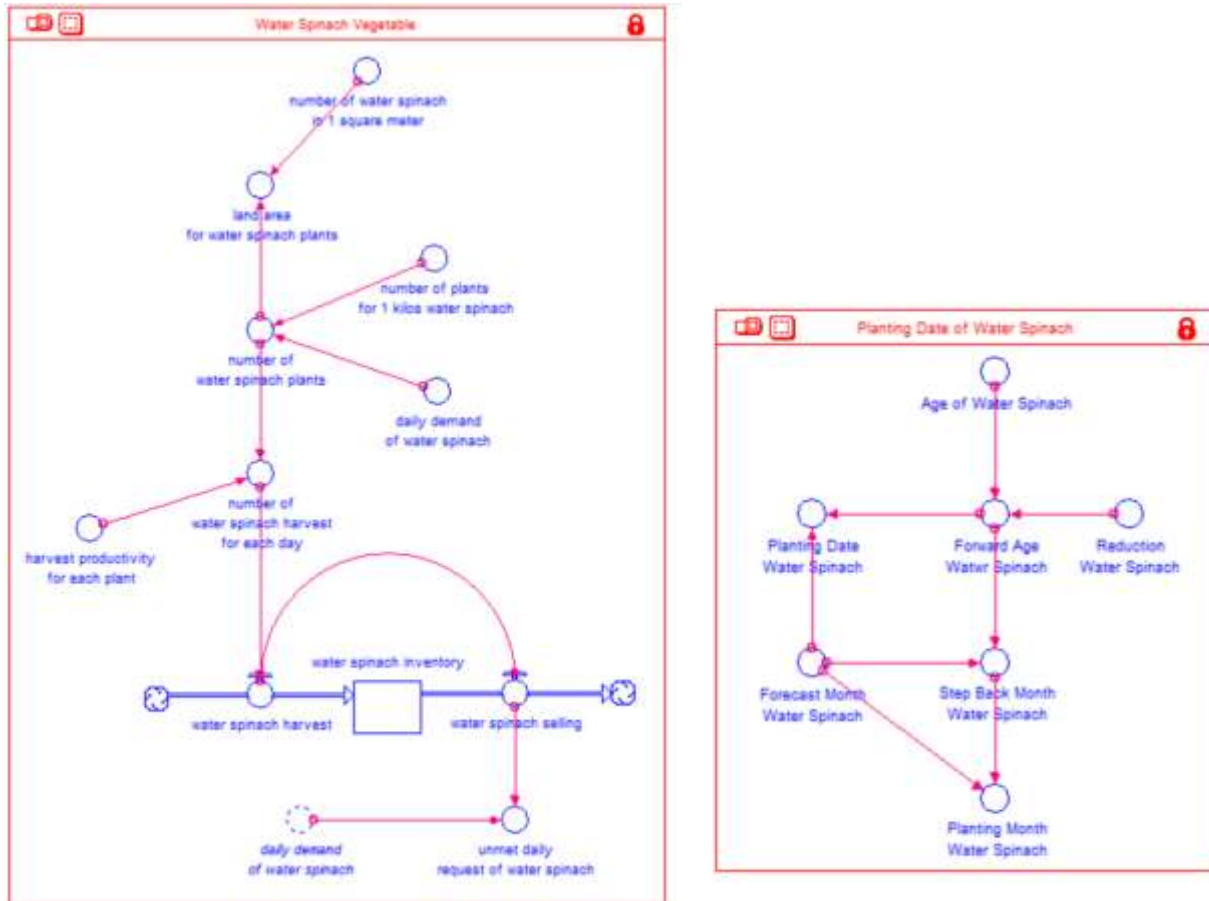 Water Spinach Vegetable
number of water spinach
in 1 square meter
land area
for water spinach plants
number of plants
for 1 kilos water spinach
number of
water spinach plants
daily demand
of water spinach
number of
water spinach harvest
for each day
harvest productivity
for each plant
water spinach inventory
water spinach harvest
water spinach selling
daily demand
of water spinach
unmet daily
request of water spinach
Planting Date of Water Spinach
Age of Water Spinach
Planting Date
Water Spinach
Forward Age
Watwr Spinach
Reduction
Water Spinach
Forecast Month
Water Spinach
Step Back Month
Water Spinach
Planting Month
Water Spinach